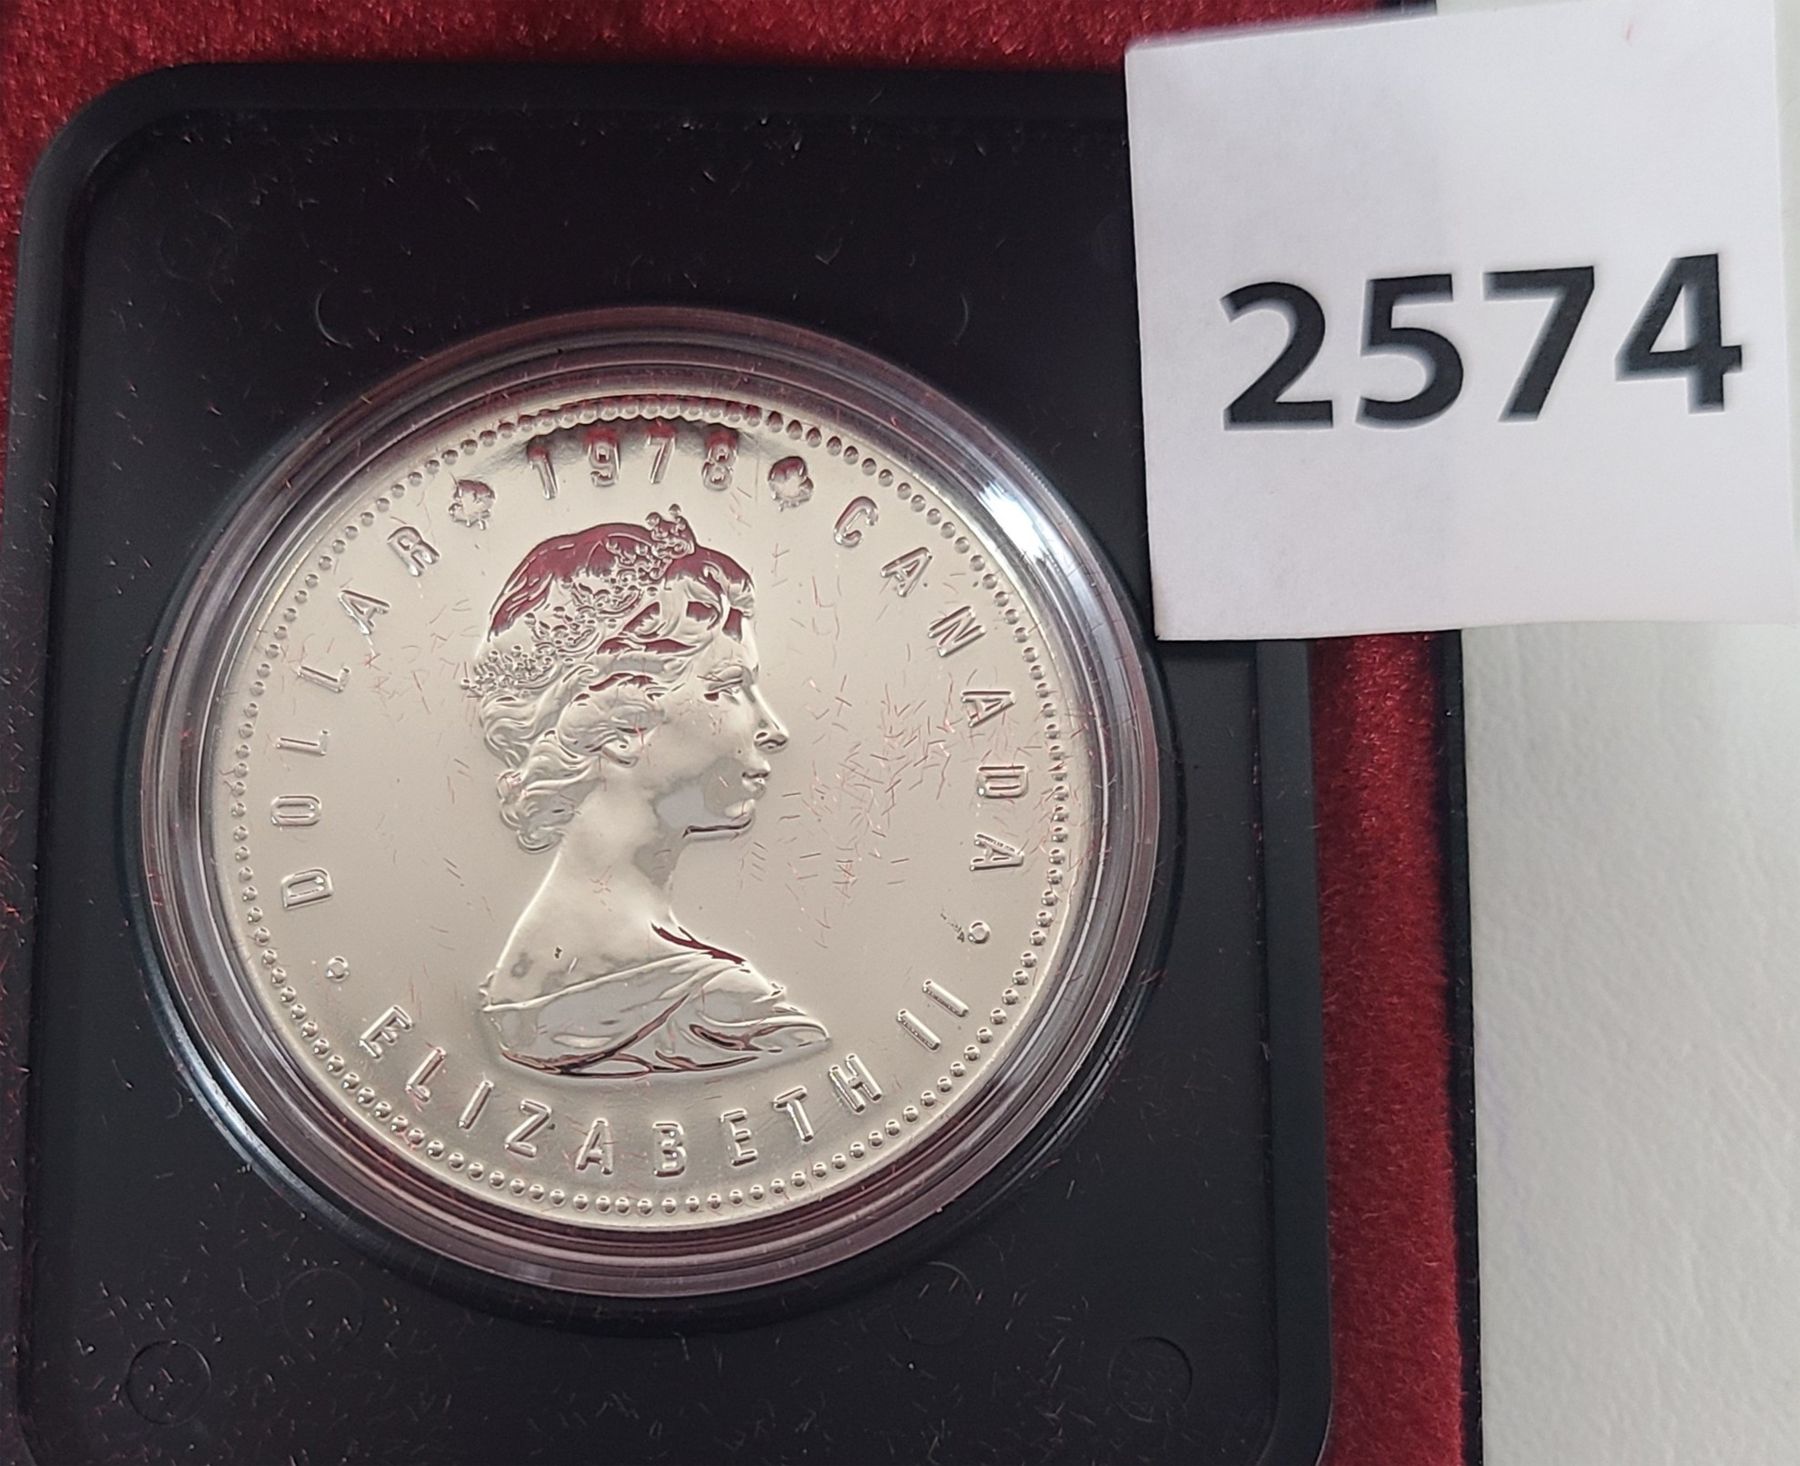 2574
DOLLAR 1978 CANADA
ELIZABETH II